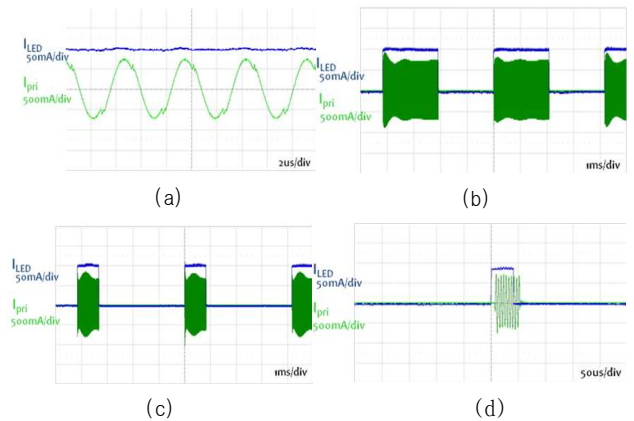 ILED
50mA/div
Ipri
500mA/div
2us/div
(a)
ILED
50mA/div
Ipri
500mA/div
1ms/div
(b)
ILED
50mA/div
Ipri
500mA/div
1ms/div
(c)
ILED
50mA/div
Ipri
500mA/div
50us/div
(d)